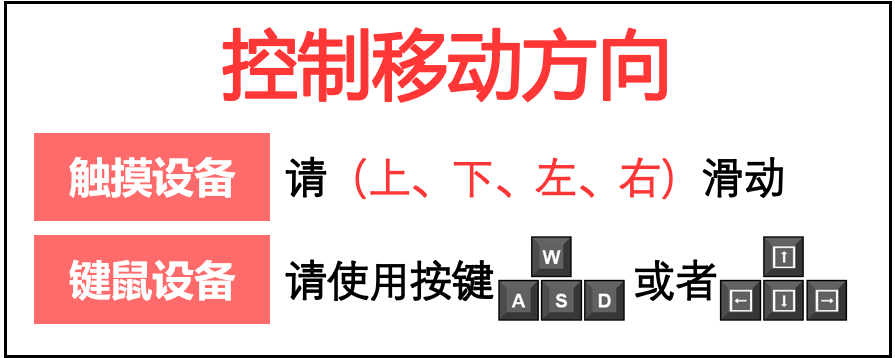 控制移动方向
触摸设备 请（上、下、左、右）滑动
键鼠设备 请使用按键 W A S D 或者 ↑ ← ↓ →